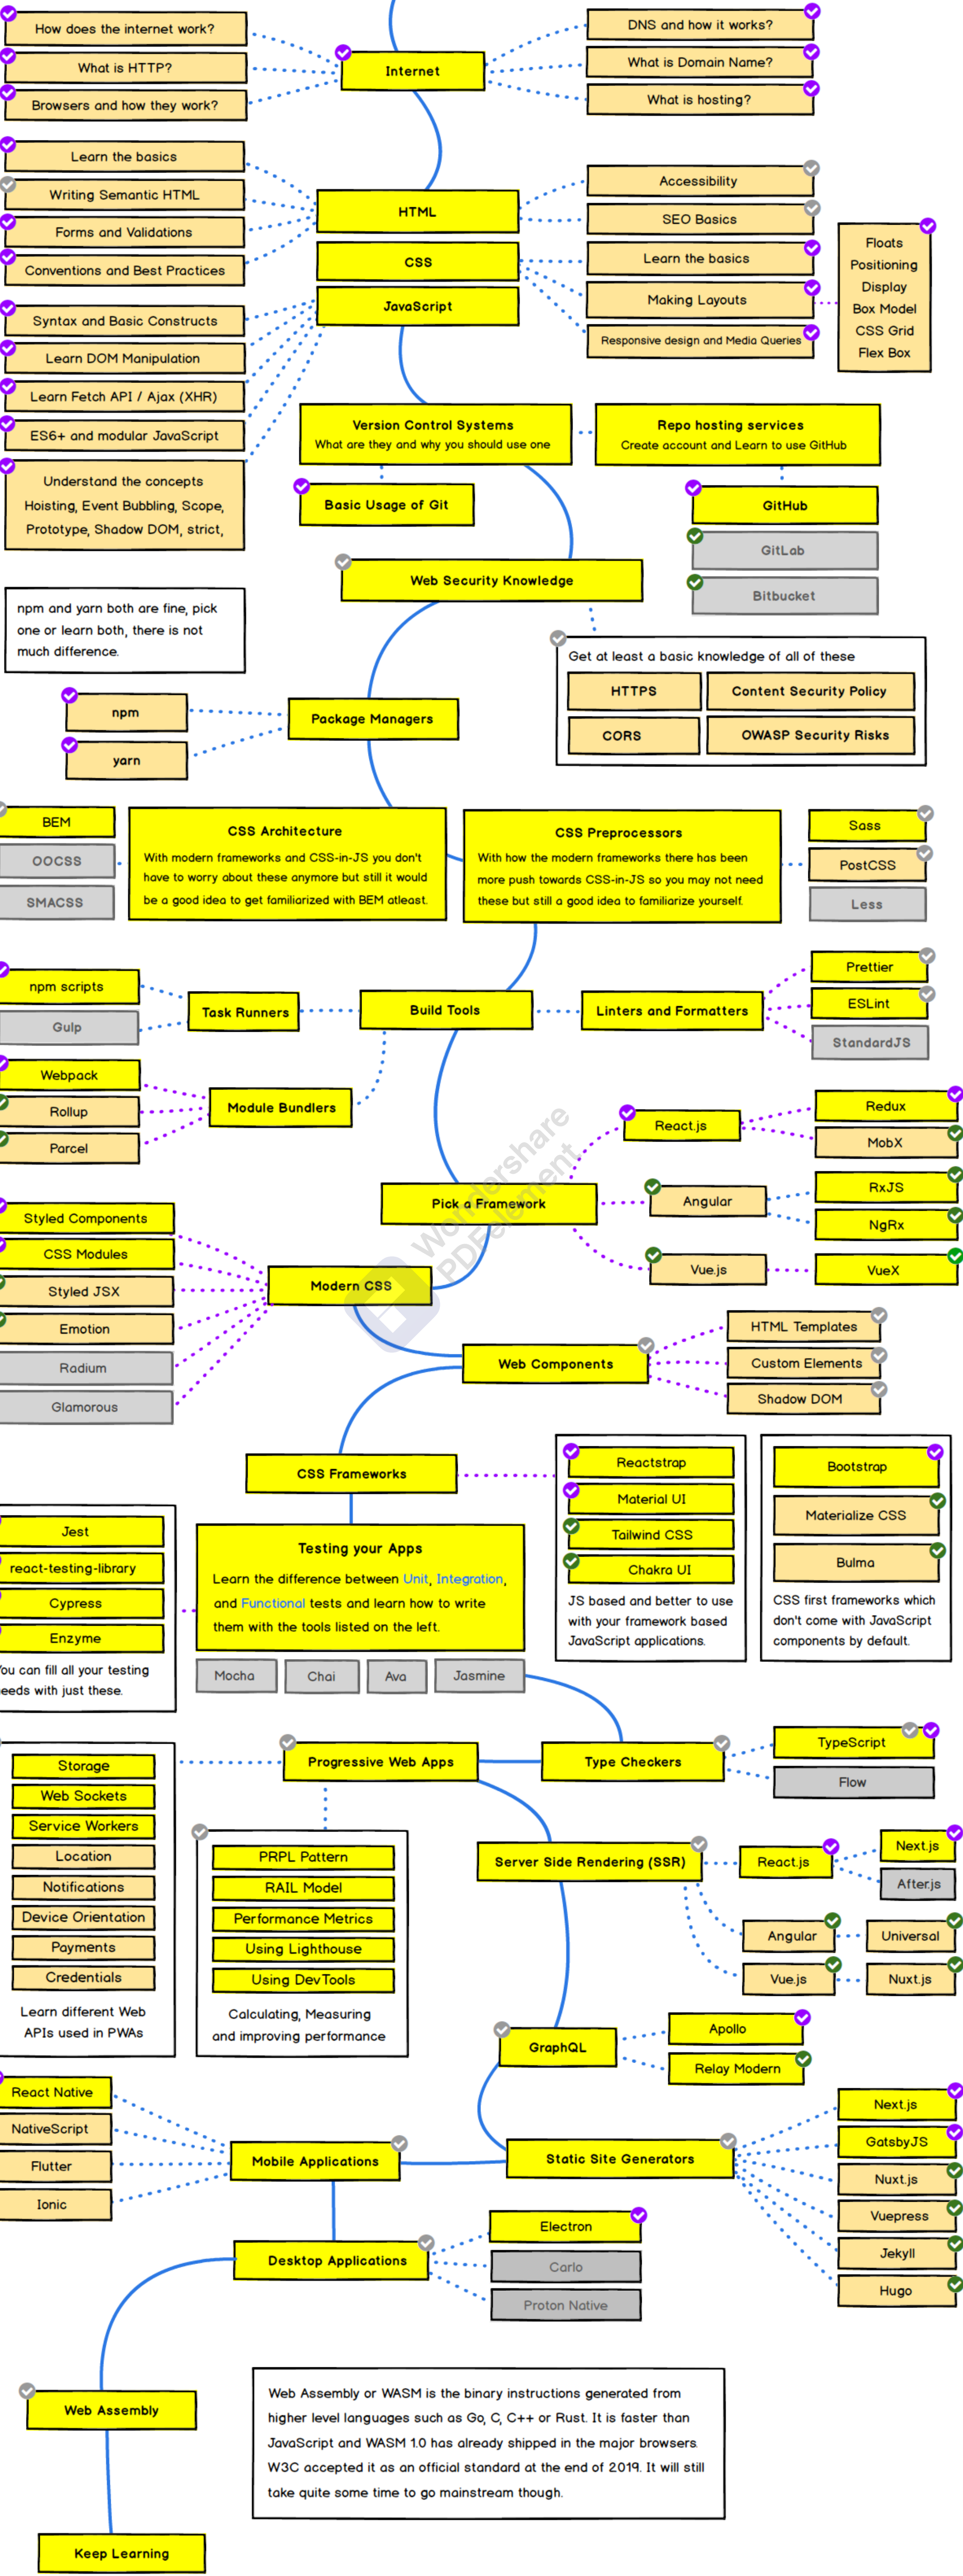 How does the internet work?
What is HTTP?
Browsers and how they work?
Internet
DNS and how it works?
What is Domain Name?
What is hosting?
Learn the basics
Writing Semantic HTML
Forms and Validations
Conventions and Best Practices
HTML
Accessibility
SEO Basics
CSS
Learn the basics
Making Layouts
Responsive design and Media Queries
Floats
Positioning
Display
Box Model
CSS Grid
Flex Box
JavaScript
Syntax and Basic Constructs
Learn DOM Manipulation
Learn Fetch API / Ajax (XHR)
ES6+ and modular JavaScript
Understand the concepts
Hoisting, Event Bubbling, Scope,
Prototype, Shadow DOM, strict,
Version Control Systems
What are they and why you should use one
Basic Usage of Git
Repo hosting services
Create account and Learn to use GitHub
GitHub
GitLab
Bitbucket
Web Security Knowledge
Get at least a basic knowledge of all of these
HTTPS
Content Security Policy
CORS
OWASP Security Risks
npm and yarn both are fine, pick
one or learn both, there is not
much difference.
npm
yarn
Package Managers
BEM
OOCSS
SMACSS
CSS Architecture
With modern frameworks and CSS-in-JS you don't
have to worry about these anymore but still it would
be a good idea to get familiarized with BEM atleast.
CSS Preprocessors
With how the modern frameworks there has been
more push towards CSS-in-JS so you may not need
these but still a good idea to familiarize yourself.
Sass
PostCSS
Less
npm scripts
Gulp
Task Runners
Build Tools
Linters and Formatters
Prettier
ESLint
StandardJS
Webpack
Rollup
Parcel
Module Bundlers
Pick a Framework
React.js
Redux
MobX
Angular
RxJS
NgRx
Vue.js
VueX
Wondershare
PDFelement
Styled Components
CSS Modules
Styled JSX
Emotion
Radium
Glamorous
Modern CSS
Web Components
HTML Templates
Custom Elements
Shadow DOM
CSS Frameworks
Reactstrap
Material UI
Tailwind CSS
Chakra UI
JS based and better to use
with your framework based
JavaScript applications.
Bootstrap
Materialize CSS
Bulma
CSS first frameworks which
don't come with JavaScript
components by default.
Jest
react-testing-library
Cypress
Enzyme
You can fill all your testing
eeds with just these.
Testing your Apps
Learn the difference between Unit, Integration,
and Functional tests and learn how to write
them with the tools listed on the left.
Mocha
Chai
Ava
Jasmine
Type Checkers
TypeScript
Flow
Progressive Web Apps
Storage
Web Sockets
Service Workers
Location
Notifications
Device Orientation
Payments
Credentials
Learn different Web
APIs used in PWAs
PRPL Pattern
RAIL Model
Performance Metrics
Using Lighthouse
Using DevTools
Calculating, Measuring
and improving performance
Server Side Rendering (SSR)
React.js
Next.js
After.js
Angular
Universal
Vue.js
Nuxt.js
GraphQL
Apollo
Relay Modern
Static Site Generators
Next.js
GatsbyJS
Nuxt.js
Vuepress
Jekyll
Hugo
React Native
NativeScript
Flutter
Ionic
Mobile Applications
Desktop Applications
Electron
Carlo
Proton Native
Web Assembly
Web Assembly or WASM is the binary instructions generated from
higher level languages such as Go, C, C++ or Rust. It is faster than
JavaScript and WASM 1.0 has already shipped in the major browsers.
W3C accepted it as an official standard at the end of 2019. It will still
take quite some time to go mainstream though.
Keep Learning